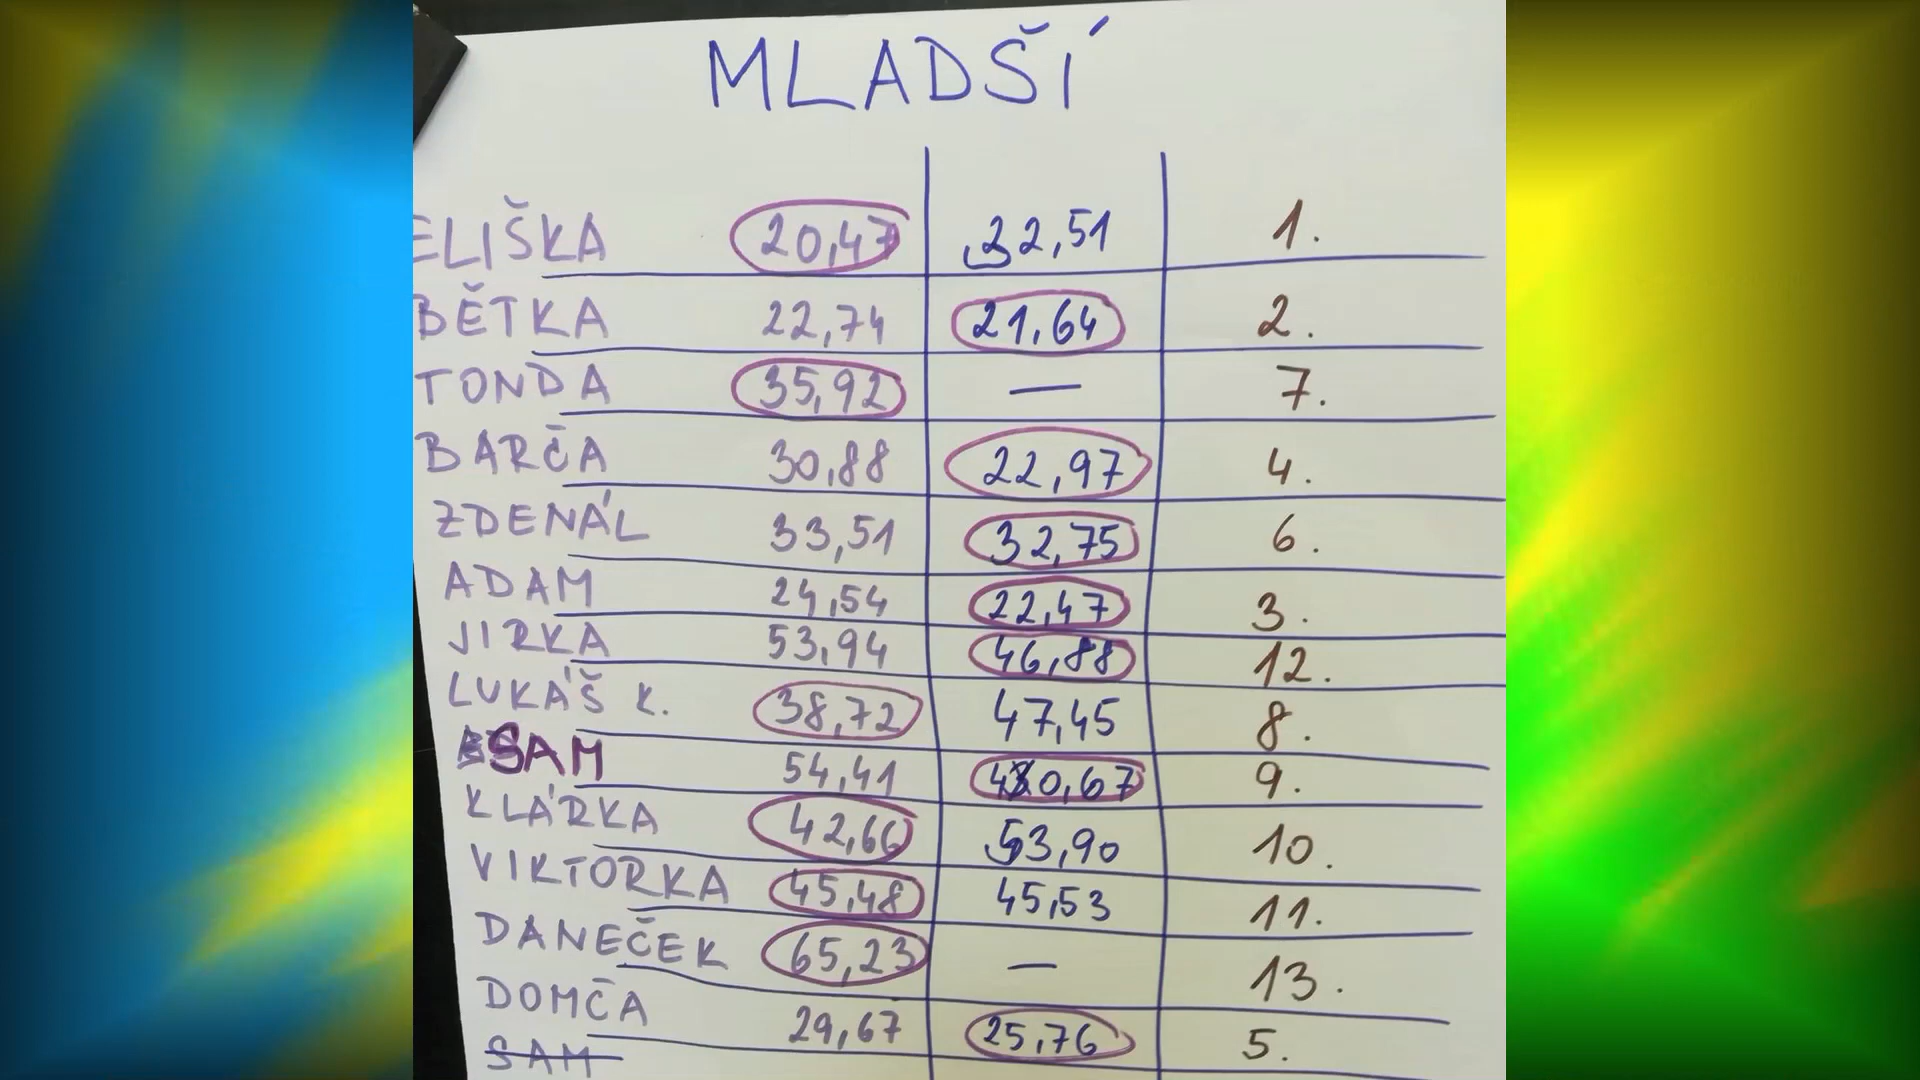 MLADŠÍ
ELIŠKA 20,47 22,51 1.
BĚTKA 22,74 21,64 2.
TONDA 35,92 — 7.
BARČA 30,88 22,97 4.
ZDENÁL 33,51 32,75 6.
ADAM 24,54 22,47 3.
JIRKA 53,94 46,88 12.
LUKÁŠ K. 38,72 47,45 8.
SAM 54,41 40,67 9.
KLÁRKA 42,66 53,90 10.
VIKTORKA 45,48 45,53 11.
DANEČEK 65,23 — 13.
DOMČA 29,67 25,76 5.
SAM